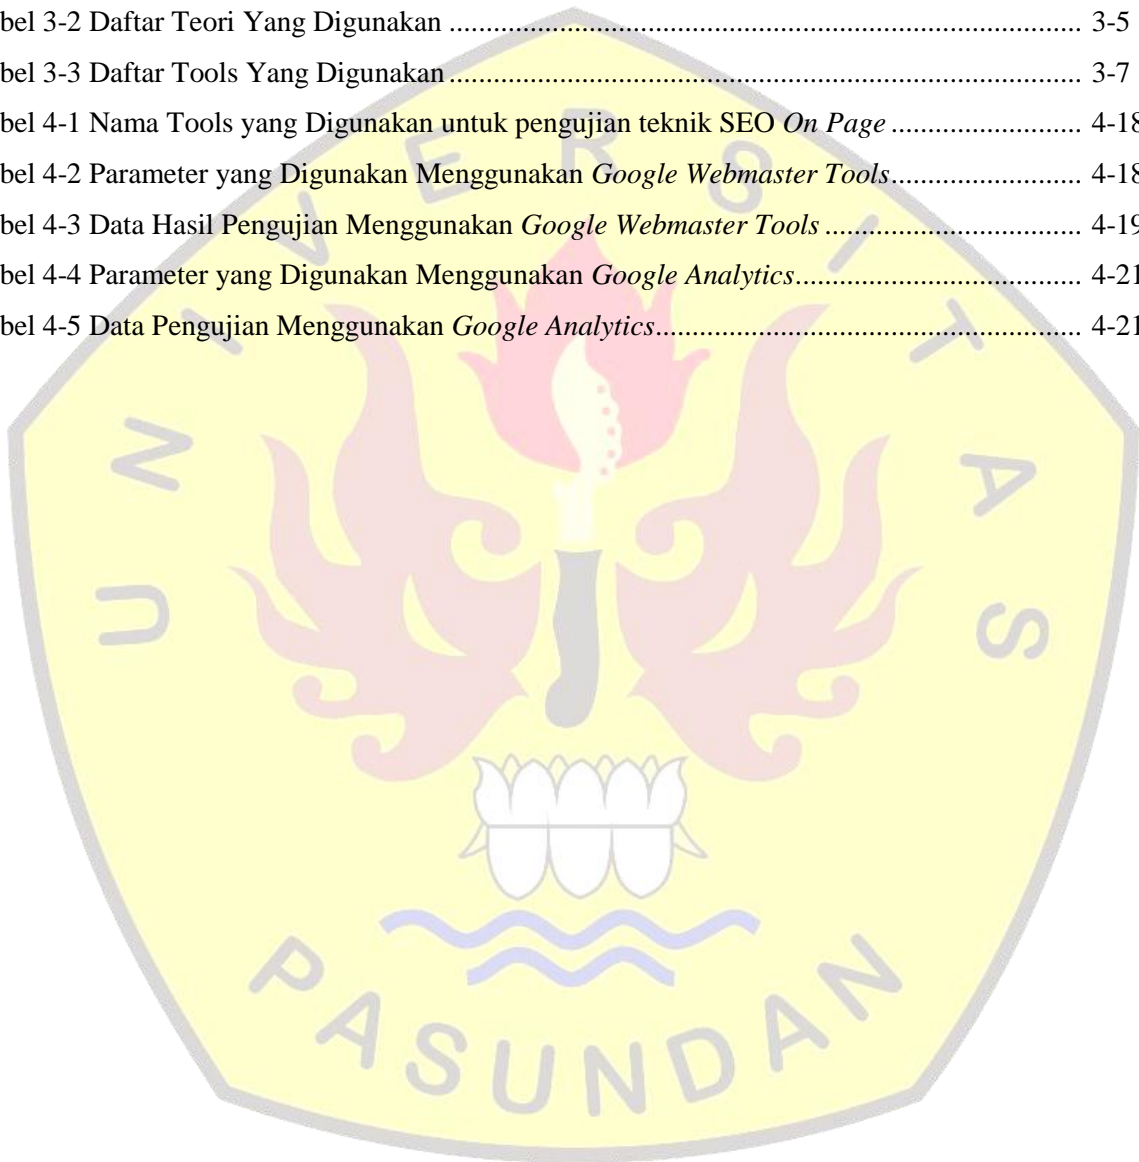 bel 3-2 Daftar Teori Yang Digunakan ........................................................................................ 3-5
bel 3-3 Daftar Tools Yang Digunakan ........................................................................................ 3-7
bel 4-1 Nama Tools yang Digunakan untuk pengujian teknik SEO On Page ........................... 4-18
bel 4-2 Parameter yang Digunakan Menggunakan Google Webmaster Tools ........................... 4-18
bel 4-3 Data Hasil Pengujian Menggunakan Google Webmaster Tools .................................... 4-19
bel 4-4 Parameter yang Digunakan Menggunakan Google Analytics ........................................ 4-21
bel 4-5 Data Pengujian Menggunakan Google Analytics ........................................................... 4-21
UNIVERSITAS
PASUNDAN